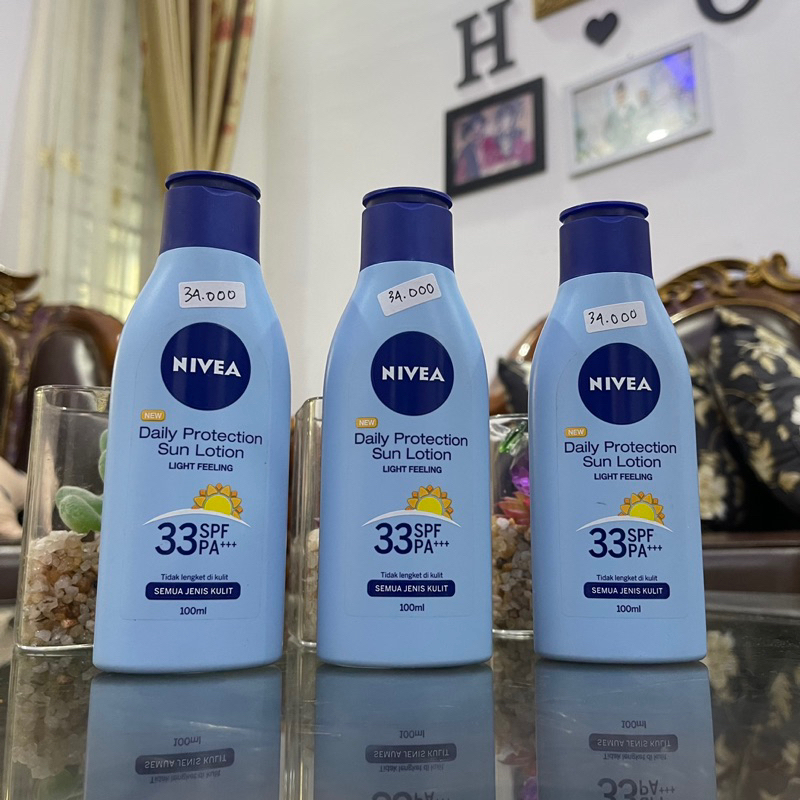 H O
34.000
NIVEA
NEW
Daily Protection
Sun Lotion
LIGHT FEELING
33 SPF
PA+++
Tidak lengket di kulit
SEMUA JENIS KULIT
100ml
34.000
NIVEA
NEW
Daily Protection
Sun Lotion
LIGHT FEELING
33 SPF
PA+++
Tidak lengket di kulit
SEMUA JENIS KULIT
100ml
34.000
NIVEA
NEW
Daily Protection
Sun Lotion
LIGHT FEELING
33 SPF
PA+++
Tidak lengket di kulit
SEMUA JENIS KULIT
100ml